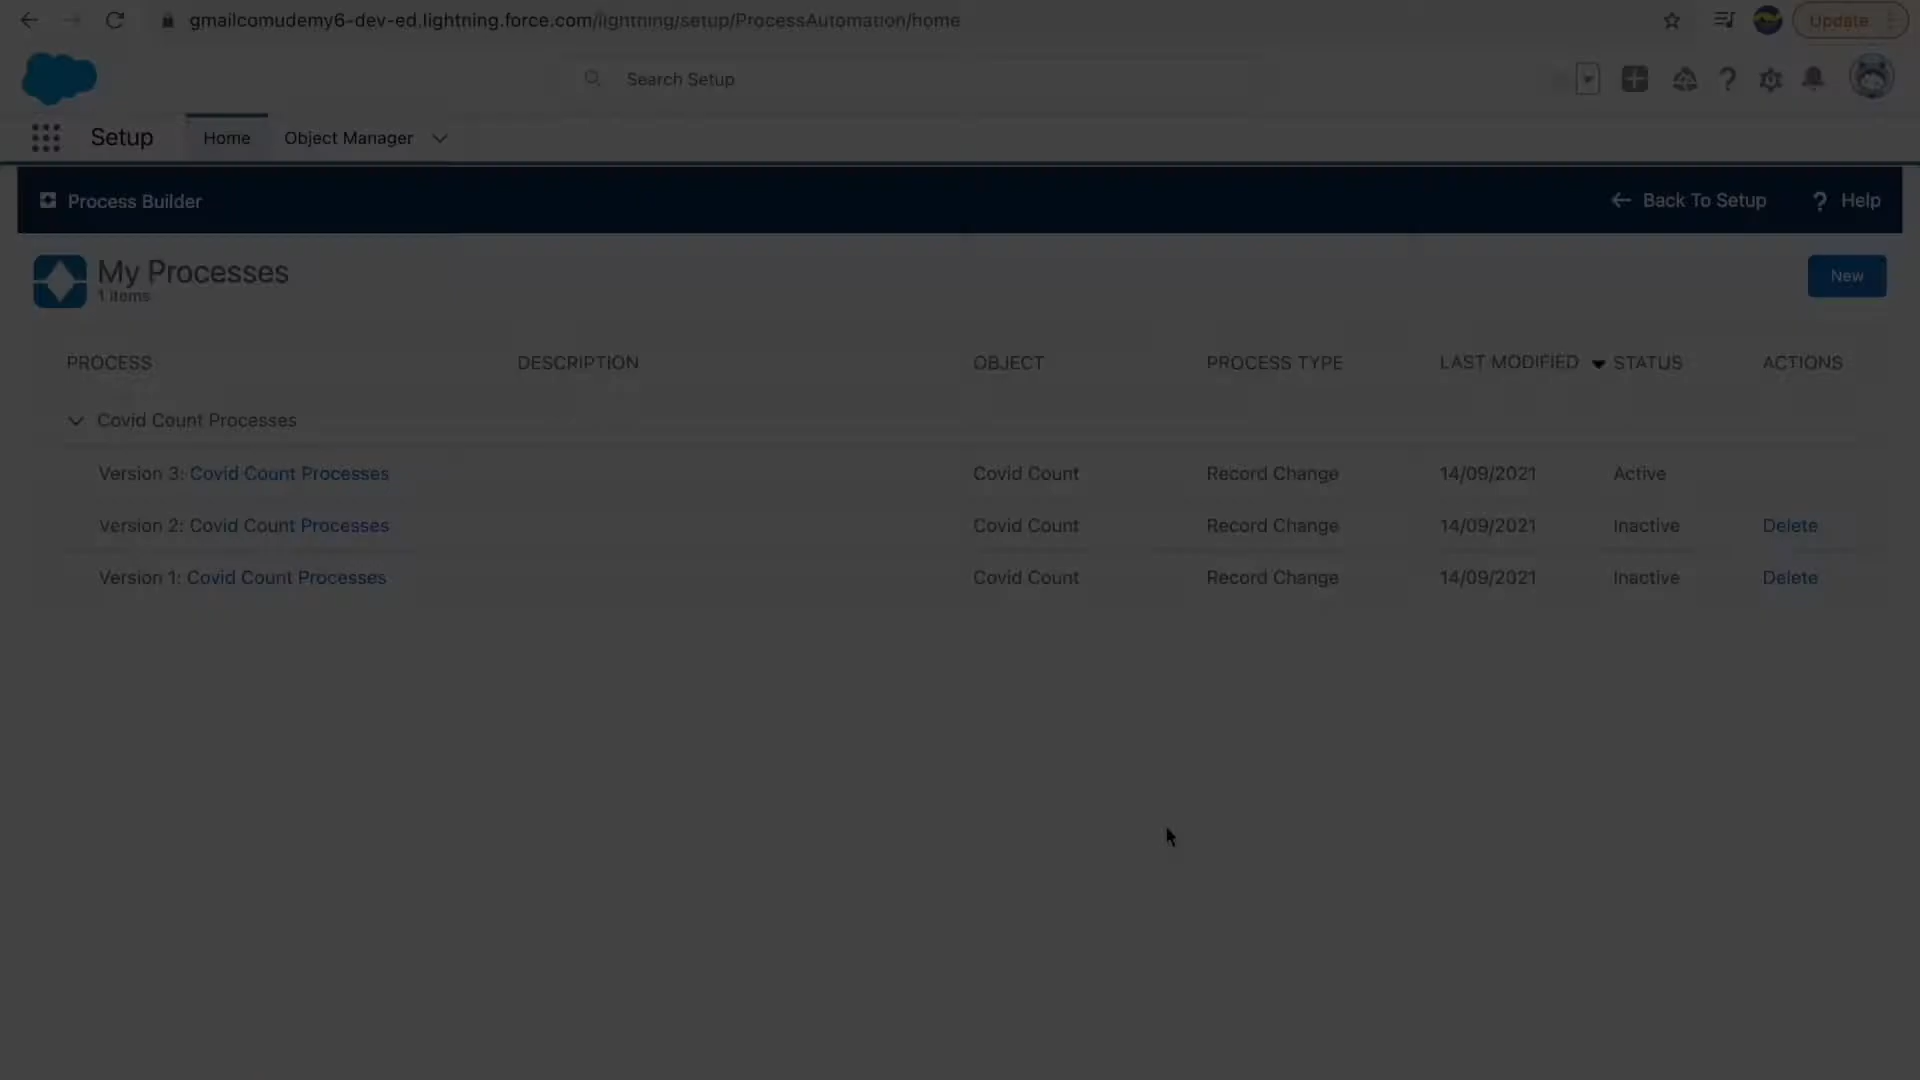 gmailcomudemy6-dev-ed.lightning.force.com/lightning/setup/ProcessAutomation/home
Update
Search Setup
Setup Home Object Manager
Process Builder Back To Setup ? Help
My Processes
1 items
New
PROCESS DESCRIPTION OBJECT PROCESS TYPE LAST MODIFIED STATUS ACTIONS
Covid Count Processes
Version 3: Covid Count Processes Covid Count Record Change 14/09/2021 Active
Version 2: Covid Count Processes Covid Count Record Change 14/09/2021 Inactive Delete
Version 1: Covid Count Processes Covid Count Record Change 14/09/2021 Inactive Delete